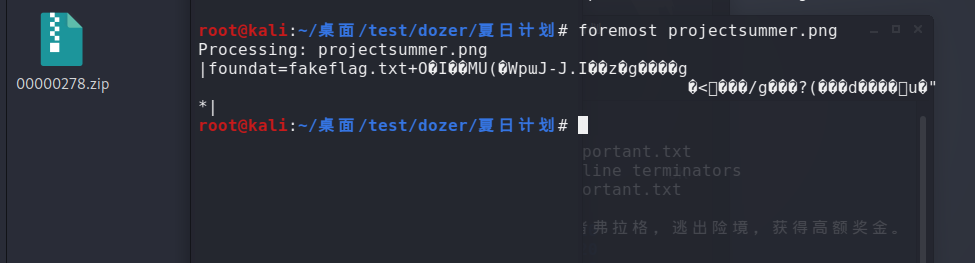 root@kali:~/桌面/test/dozer/夏日计划# foremost projectsummer.png
Processing: projectsummer.png
|foundat=fakeflag.txt+O�I��MU(�WpшJ-J.I��z�g����g
�<���/g���?(���d����u�"
*|
root@kali:~/桌面/test/dozer/夏日计划#
00000278.zip
portant.txt
line terminators
ortant.txt
弗拉格，逃出险境，获得高额奖金。